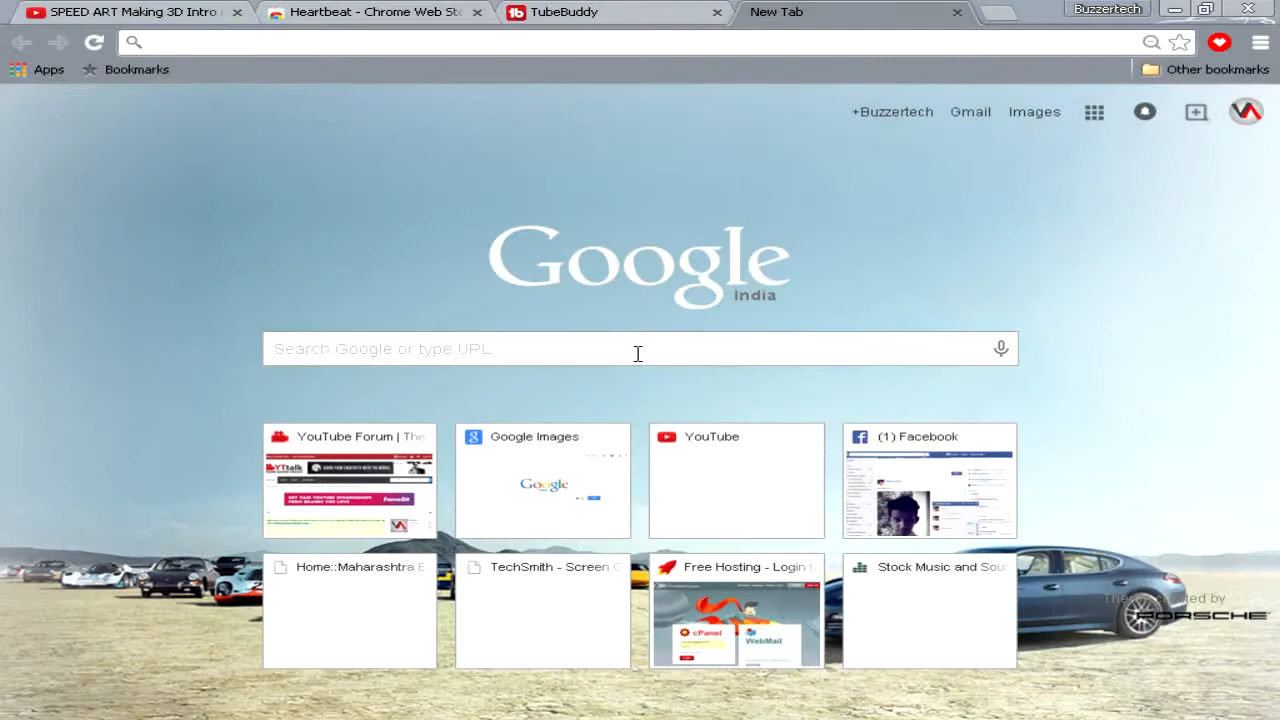 SPEED ART Making 3D Intro
Heartbeat - Chrome Web S
TubeBuddy
New Tab
Buzzertech
Apps
Bookmarks
Other bookmarks
+Buzzertech
Gmail
Images
Google
India
Search Google or type URL
YouTube Forum | The
Google Images
YouTube
(1) Facebook
YTtalk
Google
Home::Maharashtra E
TechSmith - Screen C
Free Hosting - Login t
Stock Music and Sou
cPanel
WebMail
PORSCHE